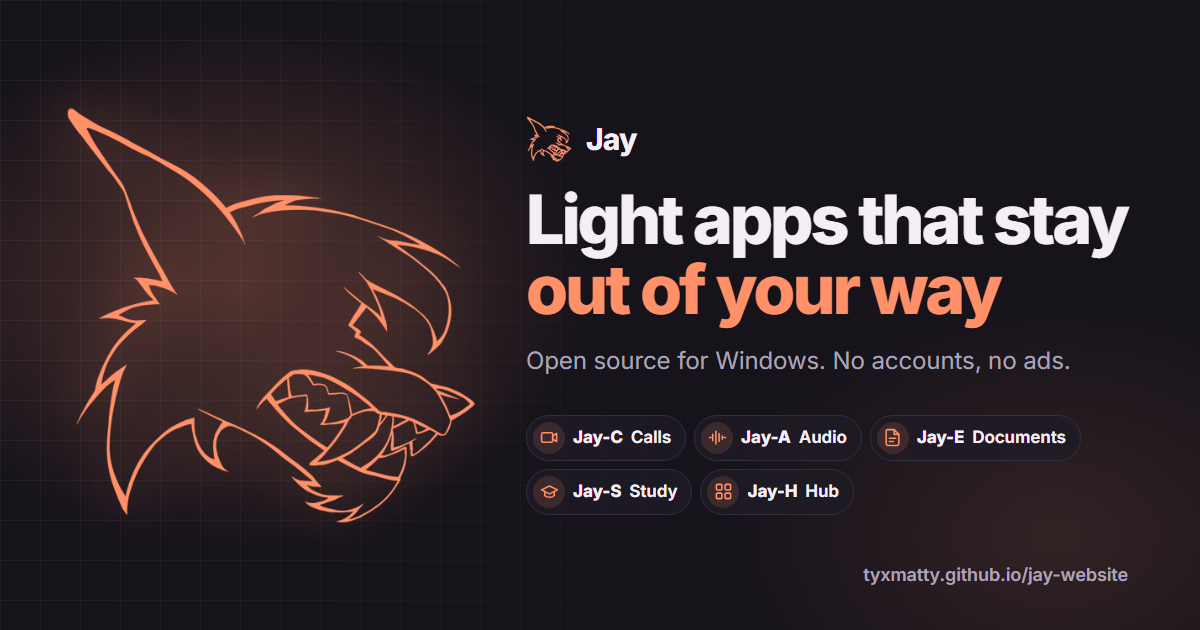 Jay
Light apps that stay
out of your way
Open source for Windows. No accounts, no ads.
Jay-C Calls Jay-A Audio Jay-E Documents
Jay-S Study Jay-H Hub
tyxmatty.github.io/jay-website